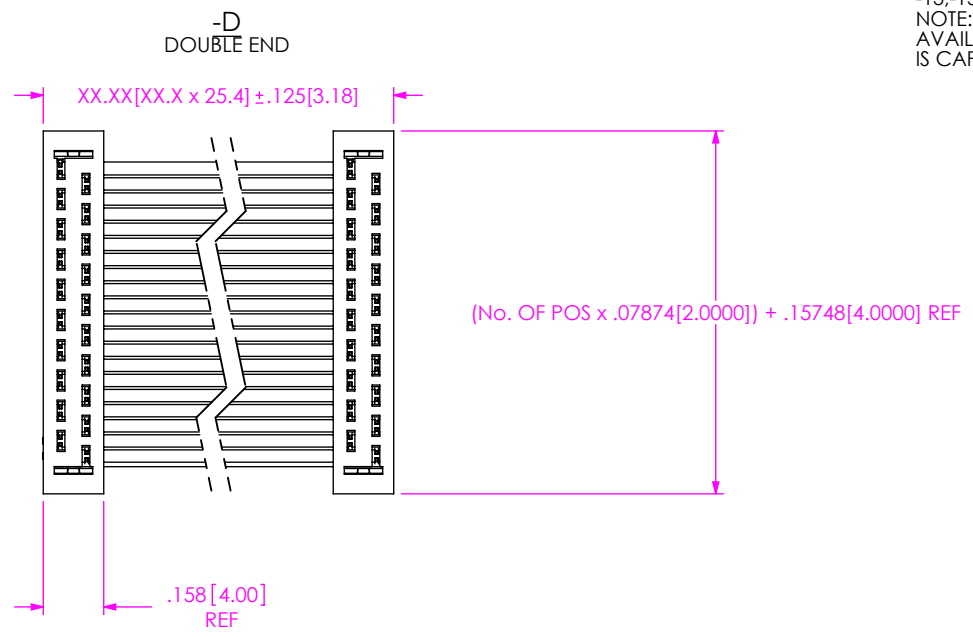 -D
DOUBLE END
NOTE:
XX.XX[XX.X x 25.4] ±.125[3.18]
(No. OF POS x .07874[2.0000]) + .15748[4.0000] REF
.158 [4.00]
REF